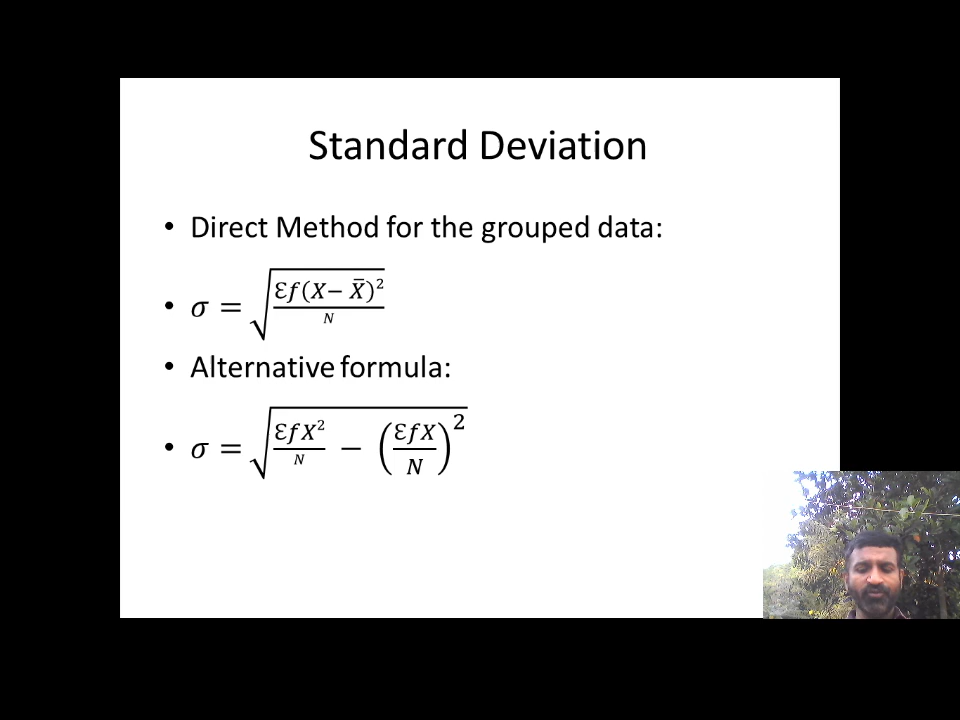 Standard Deviation
• Direct Method for the grouped data:
• 𝜎 = √(Ɛ𝑓(𝑋− 𝑋̄)²/𝑁)
• Alternative formula:
• 𝜎 = √(Ɛ𝑓𝑋²/𝑁 − (Ɛ𝑓𝑋/𝑁)²)